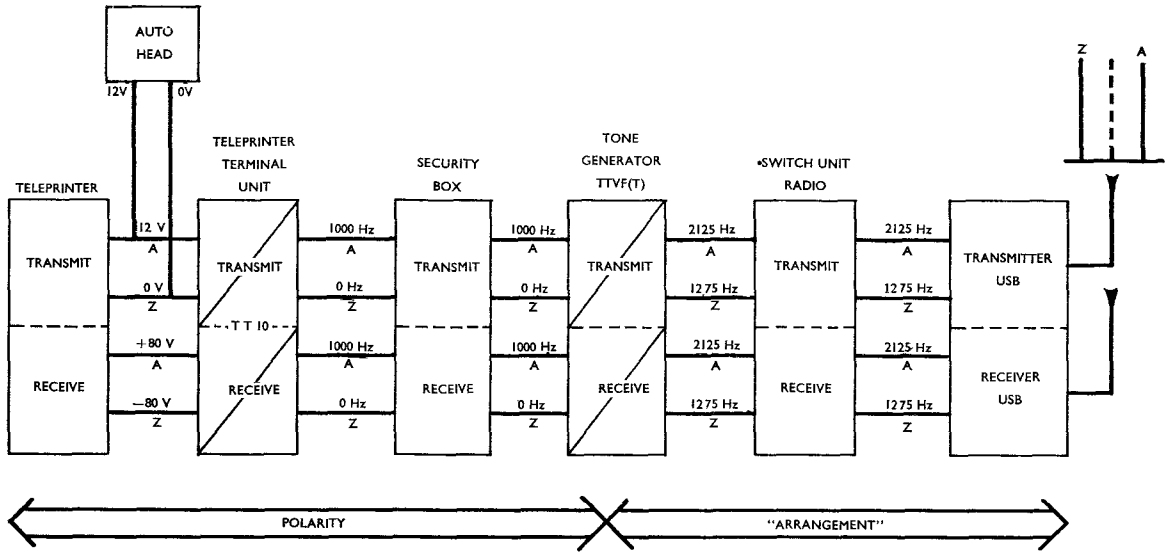 AUTO
HEAD
12V
0V
Z
A
TELEPRINTER
TELEPRINTER
TERMINAL
UNIT
SECURITY
BOX
TONE
GENERATOR
TTVF(T)
•SWITCH UNIT
RADIO
12 V
1000 Hz
1000 Hz
2125 Hz
2125 Hz
A
A
A
A
A
TRANSMIT
TRANSMIT
TRANSMIT
TRANSMIT
TRANSMIT
TRANSMITTER
USB
0 V
0 Hz
0 Hz
1275 Hz
1275 Hz
Z
Z
Z
Z
Z
T T 10
+80 V
1000 Hz
1000 Hz
2125 Hz
2125 Hz
A
A
A
A
A
RECEIVE
RECEIVE
RECEIVE
RECEIVE
RECEIVE
RECEIVER
USB
—80 V
0 Hz
0 Hz
1275 Hz
1275 Hz
Z
Z
Z
Z
Z
POLARITY
"ARRANGEMENT"